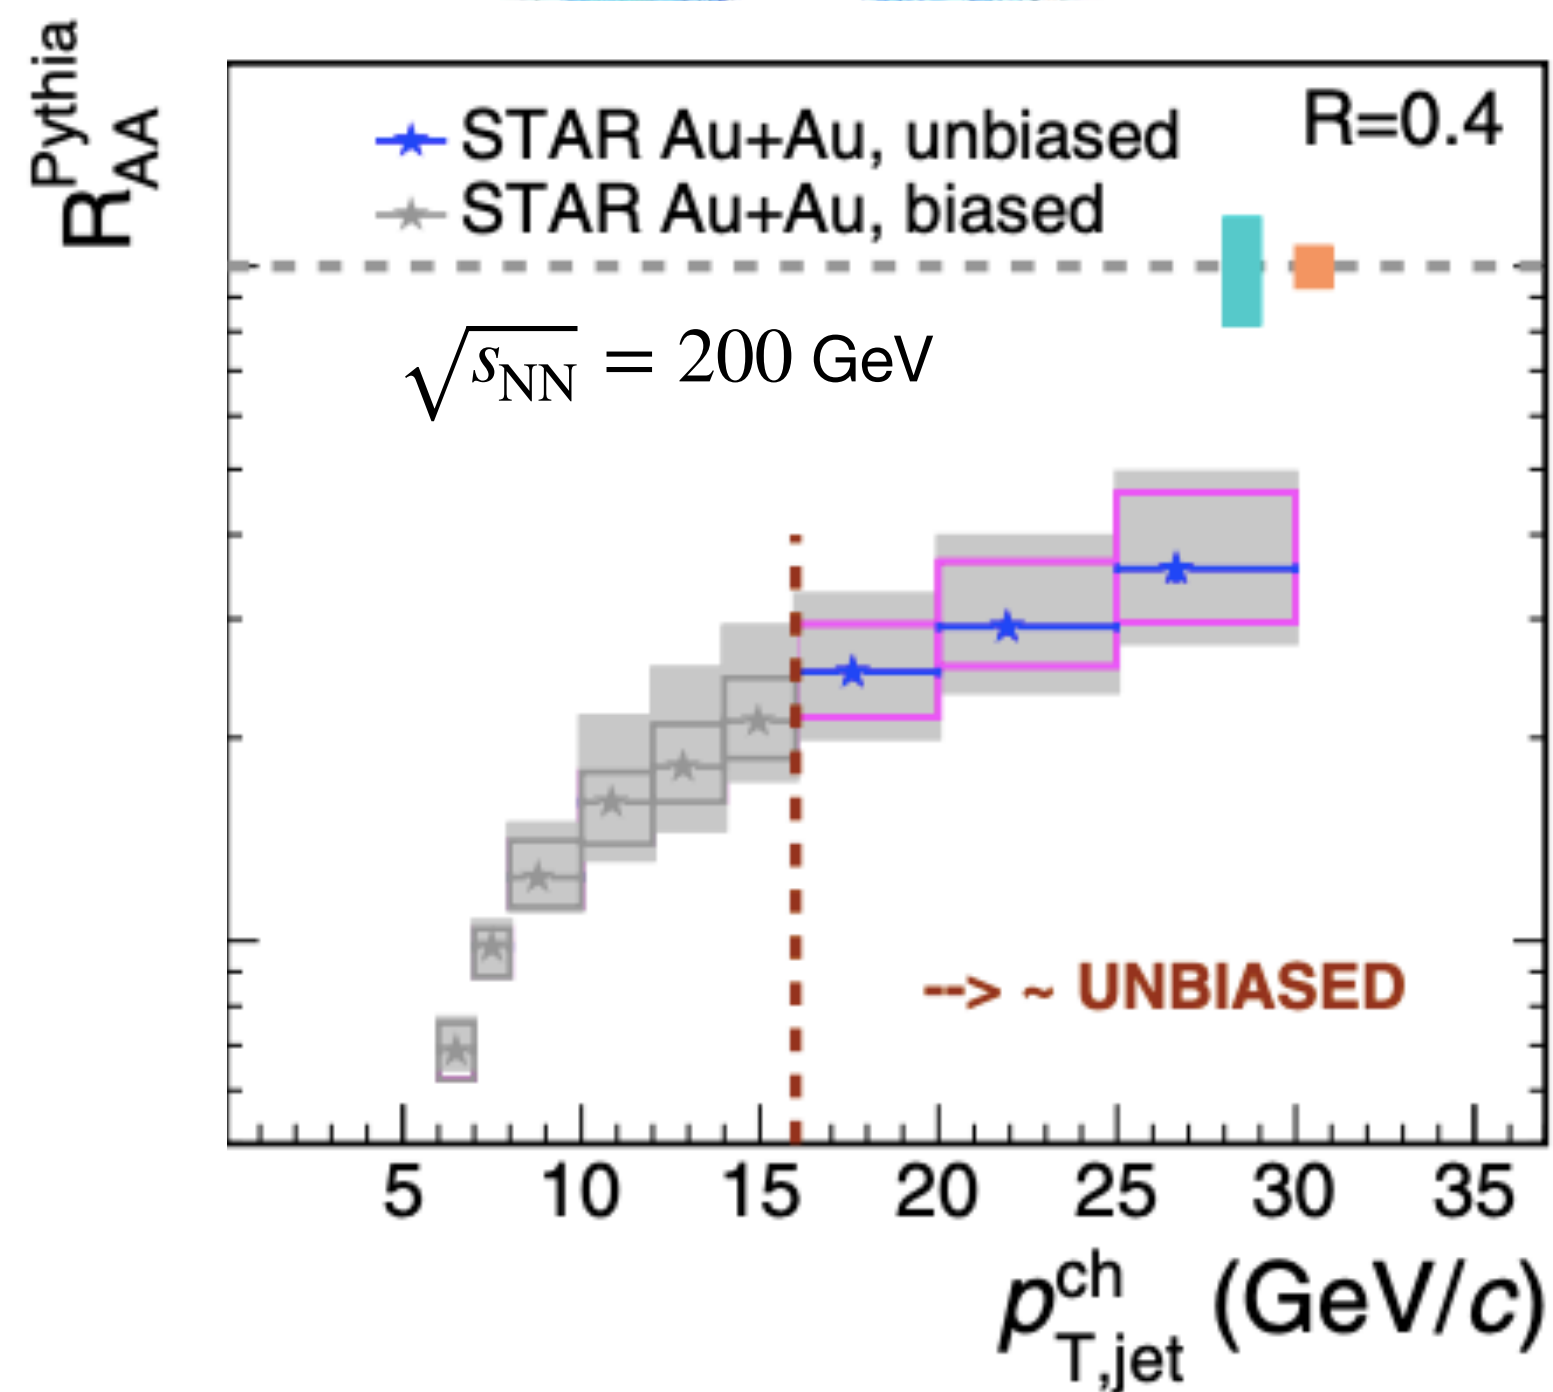 R_AA^Pythia
STAR Au+Au, unbiased
R=0.4
STAR Au+Au, biased
√s_NN = 200 GeV
--> ~ UNBIASED
5 10 15 20 25 30 35
p_T,jet^ch (GeV/c)